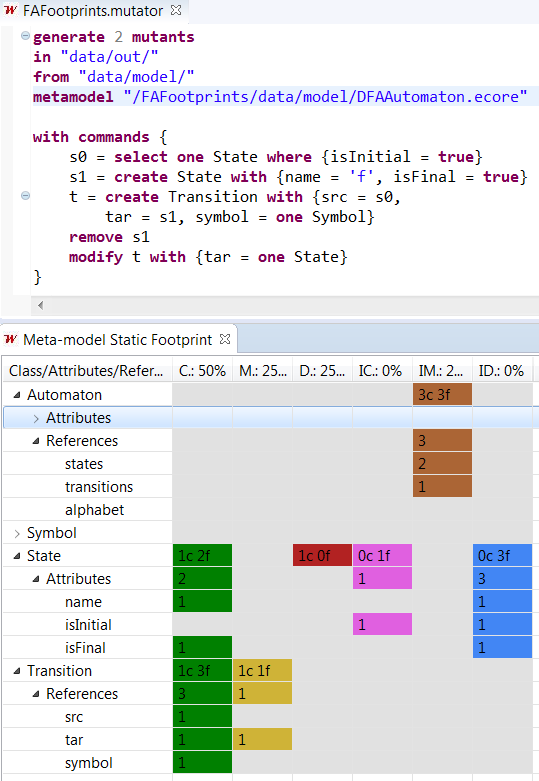 FAFootprints.mutator
generate 2 mutants
in "data/out/"
from "data/model/"
metamodel "/FAFootprints/data/model/DFAAutomaton.ecore"
with commands {
s0 = select one State where {isInitial = true}
s1 = create State with {name = 'f', isFinal = true}
t = create Transition with {src = s0,
tar = s1, symbol = one Symbol}
remove s1
modify t with {tar = one State}
}
Meta-model Static Footprint
Class/Attributes/Refer... C.: 50% M.: 25... D.: 25... IC.: 0% IM.: 2... ID.: 0%
Automaton 3c 3f
Attributes
References 3
states 2
transitions 1
alphabet
Symbol
State 1c 2f 1c 0f 0c 1f 0c 3f
Attributes 2 1 3
name 1 1
isInitial 1 1
isFinal 1 1
Transition 1c 3f 1c 1f
References 3 1
src 1
tar 1 1
symbol 1